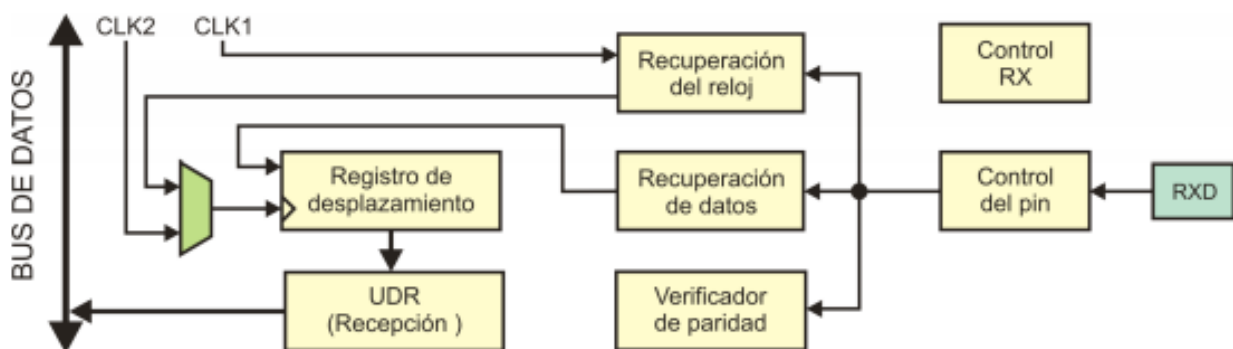 BUS DE DATOS
CLK2
CLK1
Recuperación
del reloj
Control
RX
Registro de
desplazamiento
Recuperación
de datos
Control
del pin
RXD
UDR
(Recepción )
Verificador
de paridad